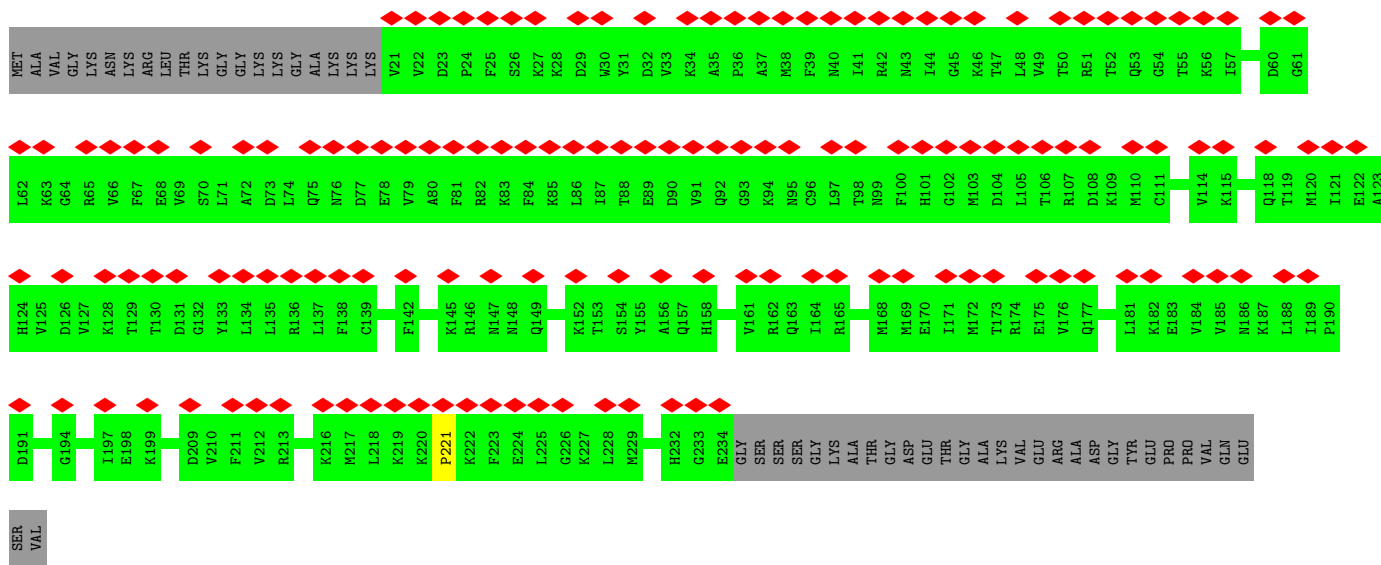 MET ALA VAL GLY LYS ASN LYS ARG LEU THR LYS GLY GLY LYS LYS GLY ALA LYS LYS LYS V21 V22 D23 P24 F25 S26 K27 K28 D29 W30 Y31 D32 V33 K34 A35 P36 A37 M38 F39 N40 I41 R42 N43 I44 G45 K46 T47 L48 V49 T50 R51 T52 Q53 G54 T55 K56 I57 D60 G61
L62 K63 G64 R65 V66 F67 E68 V69 S70 L71 A72 D73 L74 Q75 N76 D77 E78 V79 A80 F81 R82 K83 F84 K85 L86 I87 T88 E89 D90 V91 Q92 G93 K94 N95 C96 L97 T98 N99 F100 H101 G102 M103 D104 L105 T106 R107 D108 K109 M110 C111 V114 K115 Q118 T119 M120 I121 E122 A123
H124 V125 D126 V127 K128 T129 T130 D131 G132 Y133 L134 L135 R136 L137 F138 C139 F142 K145 R146 N147 N148 Q149 K152 T153 S154 Y155 A156 Q157 H158 V161 R162 Q163 I164 R165 M168 M169 E170 I171 M172 T173 R174 E175 V176 Q177 L181 K182 E183 V184 V185 N186 K187 L188 I189 P190
D191 G194 I197 E198 K199 D209 V210 F211 V212 R213 K216 M217 L218 K219 K220 P221 K222 F223 E224 L225 G226 K227 L228 M229 H232 G233 E234 GLY SER SER SER GLY LYS ALA THR GLY ASP GLU THR GLY ALA LYS VAL GLU ARG ALA ASP GLY TYR GLU PRO PRO VAL GLN GLU
SER VAL